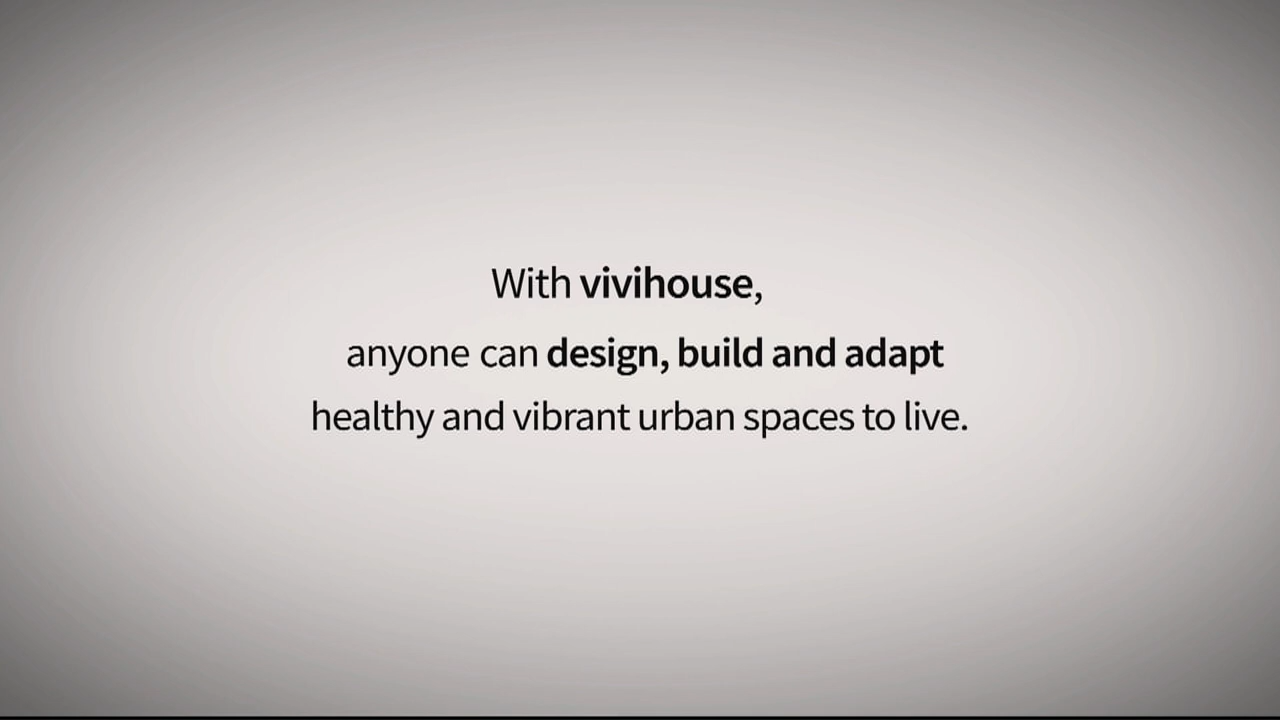 With vivihouse,
anyone can design, build and adapt
healthy and vibrant urban spaces to live.